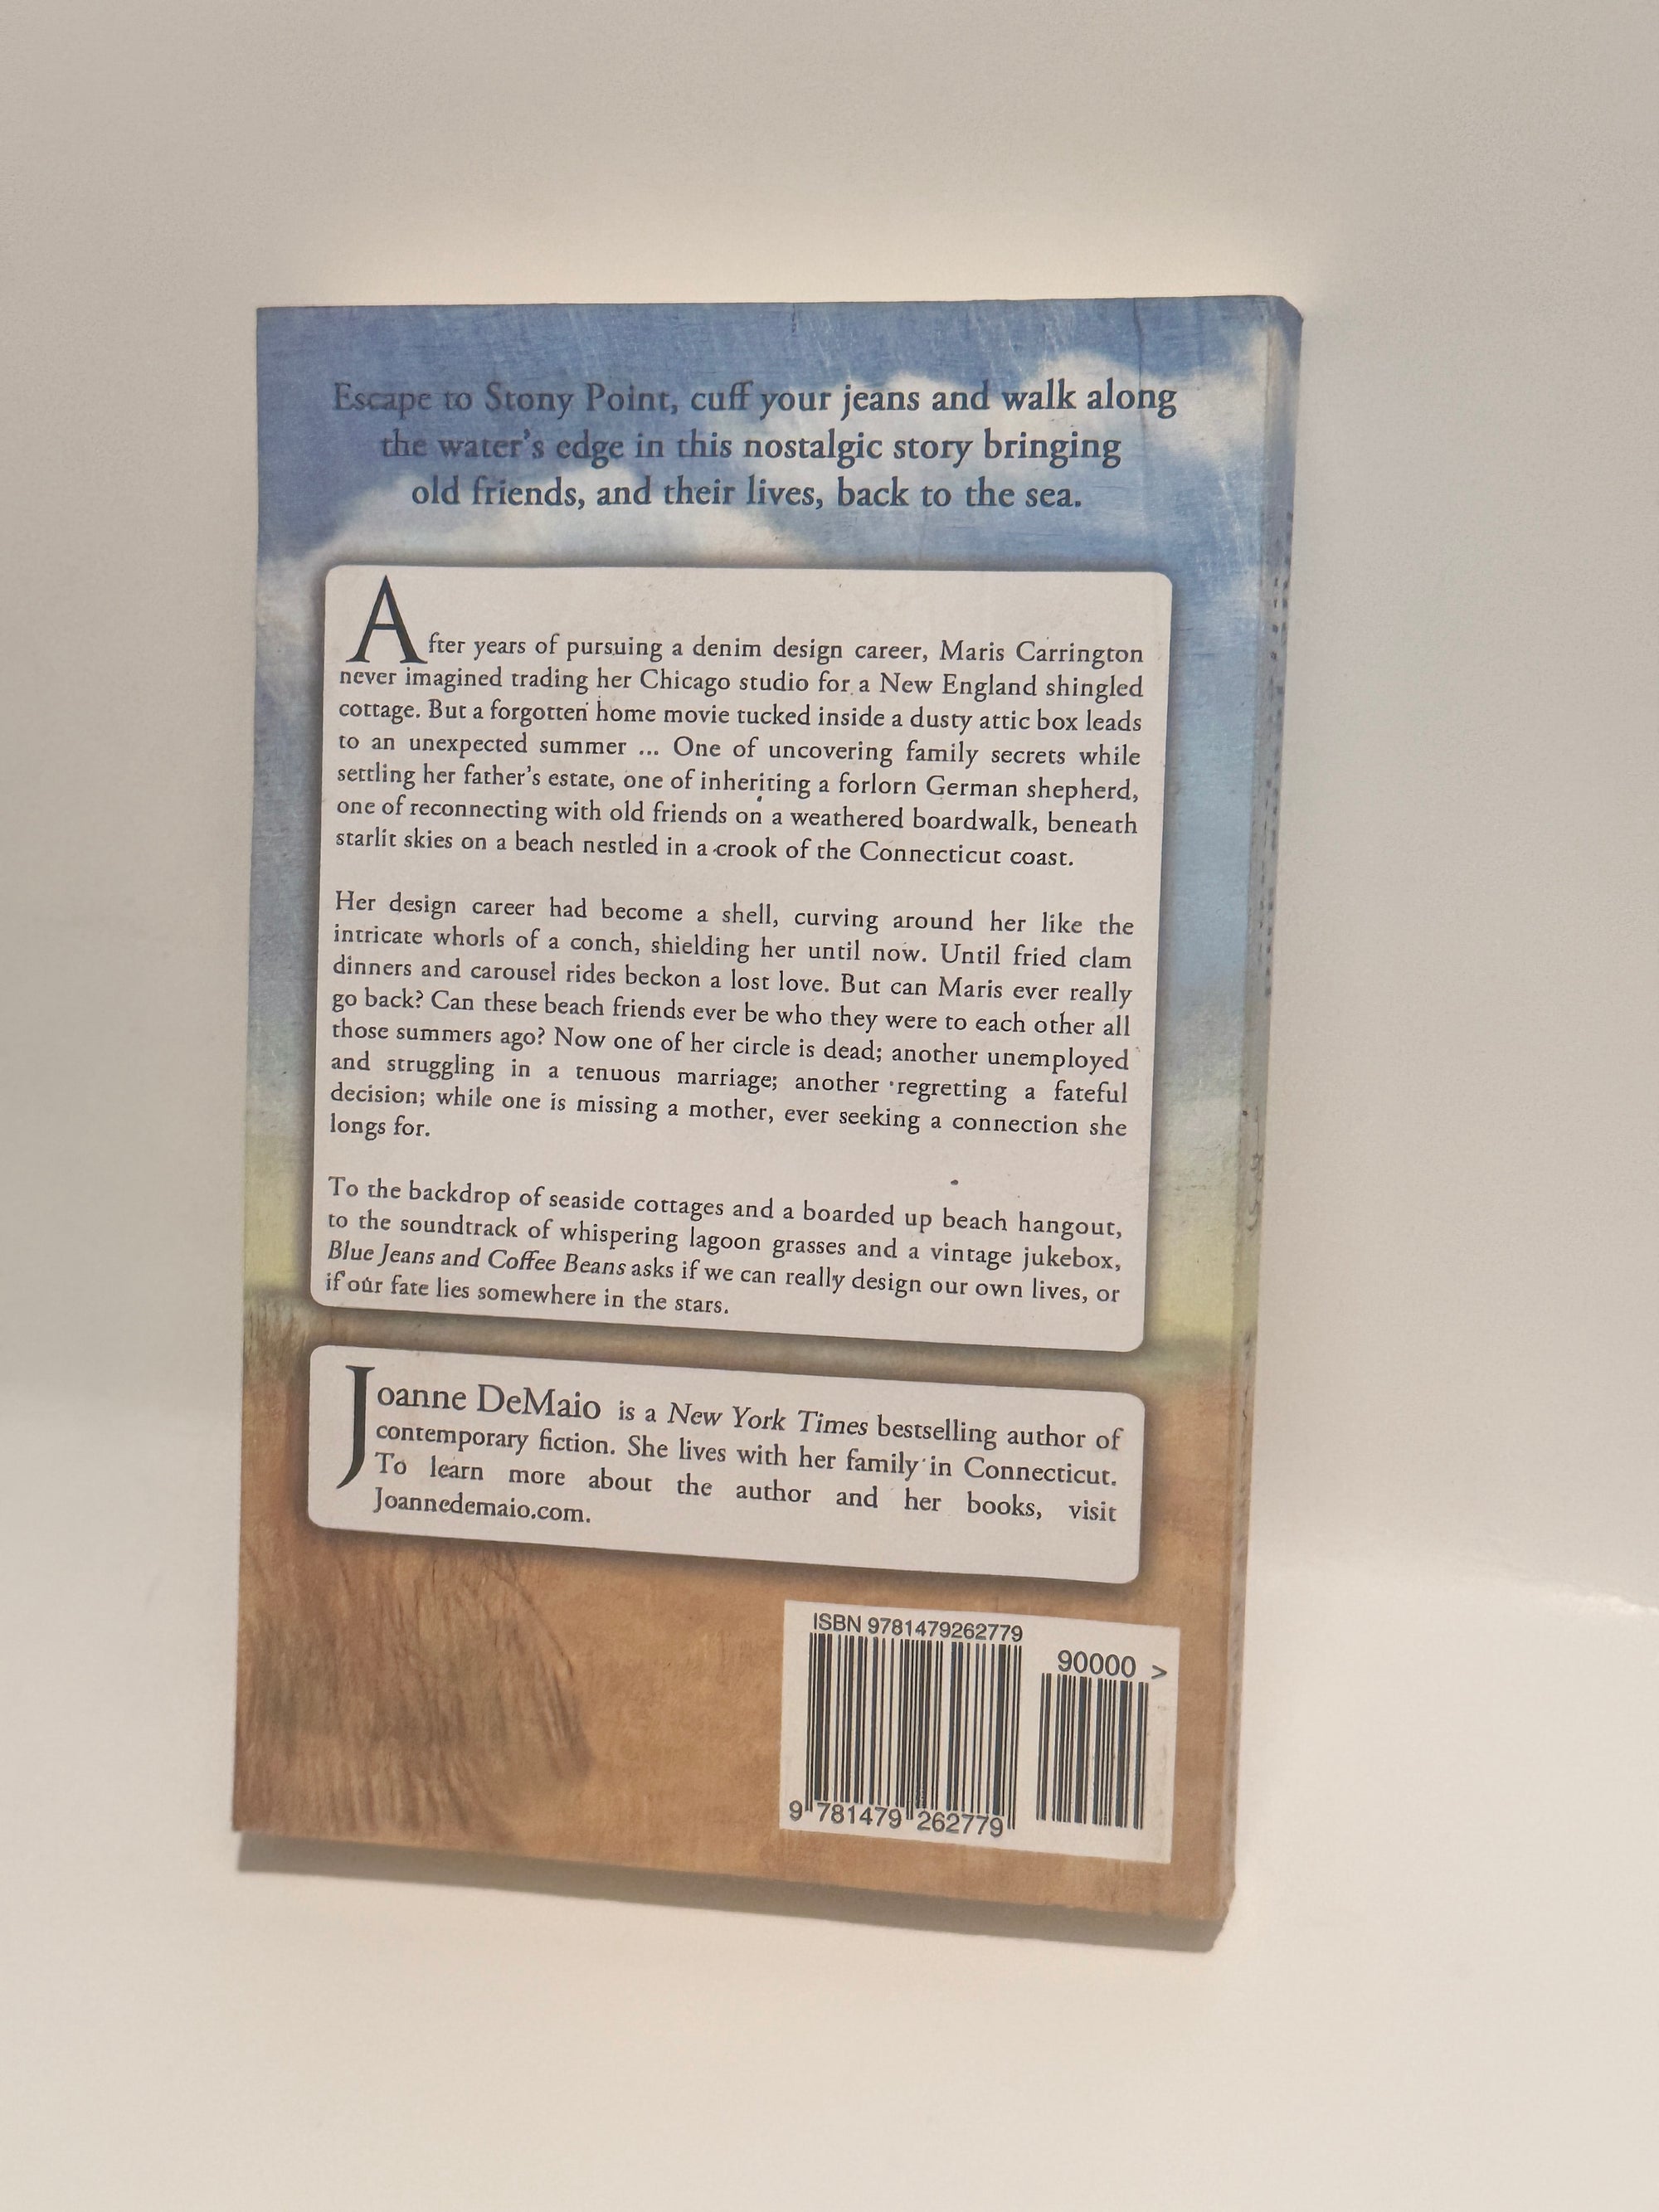 Escape to Stony Point, cuff your jeans and walk along
the water's edge in this nostalgic story bringing
old friends, and their lives, back to the sea.
After years of pursuing a denim design career, Maris Carrington
never imagined trading her Chicago studio for a New England shingled
cottage. But a forgotten home movie tucked inside a dusty attic box leads
to an unexpected summer ... One of uncovering family secrets while
settling her father's estate, one of inheriting a forlorn German shepherd,
one of reconnecting with old friends on a weathered boardwalk, beneath
starlit skies on a beach nestled in a crook of the Connecticut coast.
Her design career had become a shell, curving around her like the
intricate whorls of a conch, shielding her until now. Until fried clam
dinners and carousel rides beckon a lost love. But can Maris ever really
go back? Can these beach friends ever be who they were to each other all
those summers ago? Now one of her circle is dead; another unemployed
and struggling in a tenuous marriage; another regretting a fateful
decision; while one is missing a mother, ever seeking a connection she
longs for.
To the backdrop of seaside cottages and a boarded up beach hangout,
to the soundtrack of whispering lagoon grasses and a vintage jukebox,
Blue Jeans and Coffee Beans asks if we can really design our own lives, or
if our fate lies somewhere in the stars.
Joanne DeMaio is a New York Times bestselling author of
contemporary fiction. She lives with her family in Connecticut.
To learn more about the author and her books, visit
Joannedemaio.com.
ISBN 9781479262779
90000 >
9 781479 262779